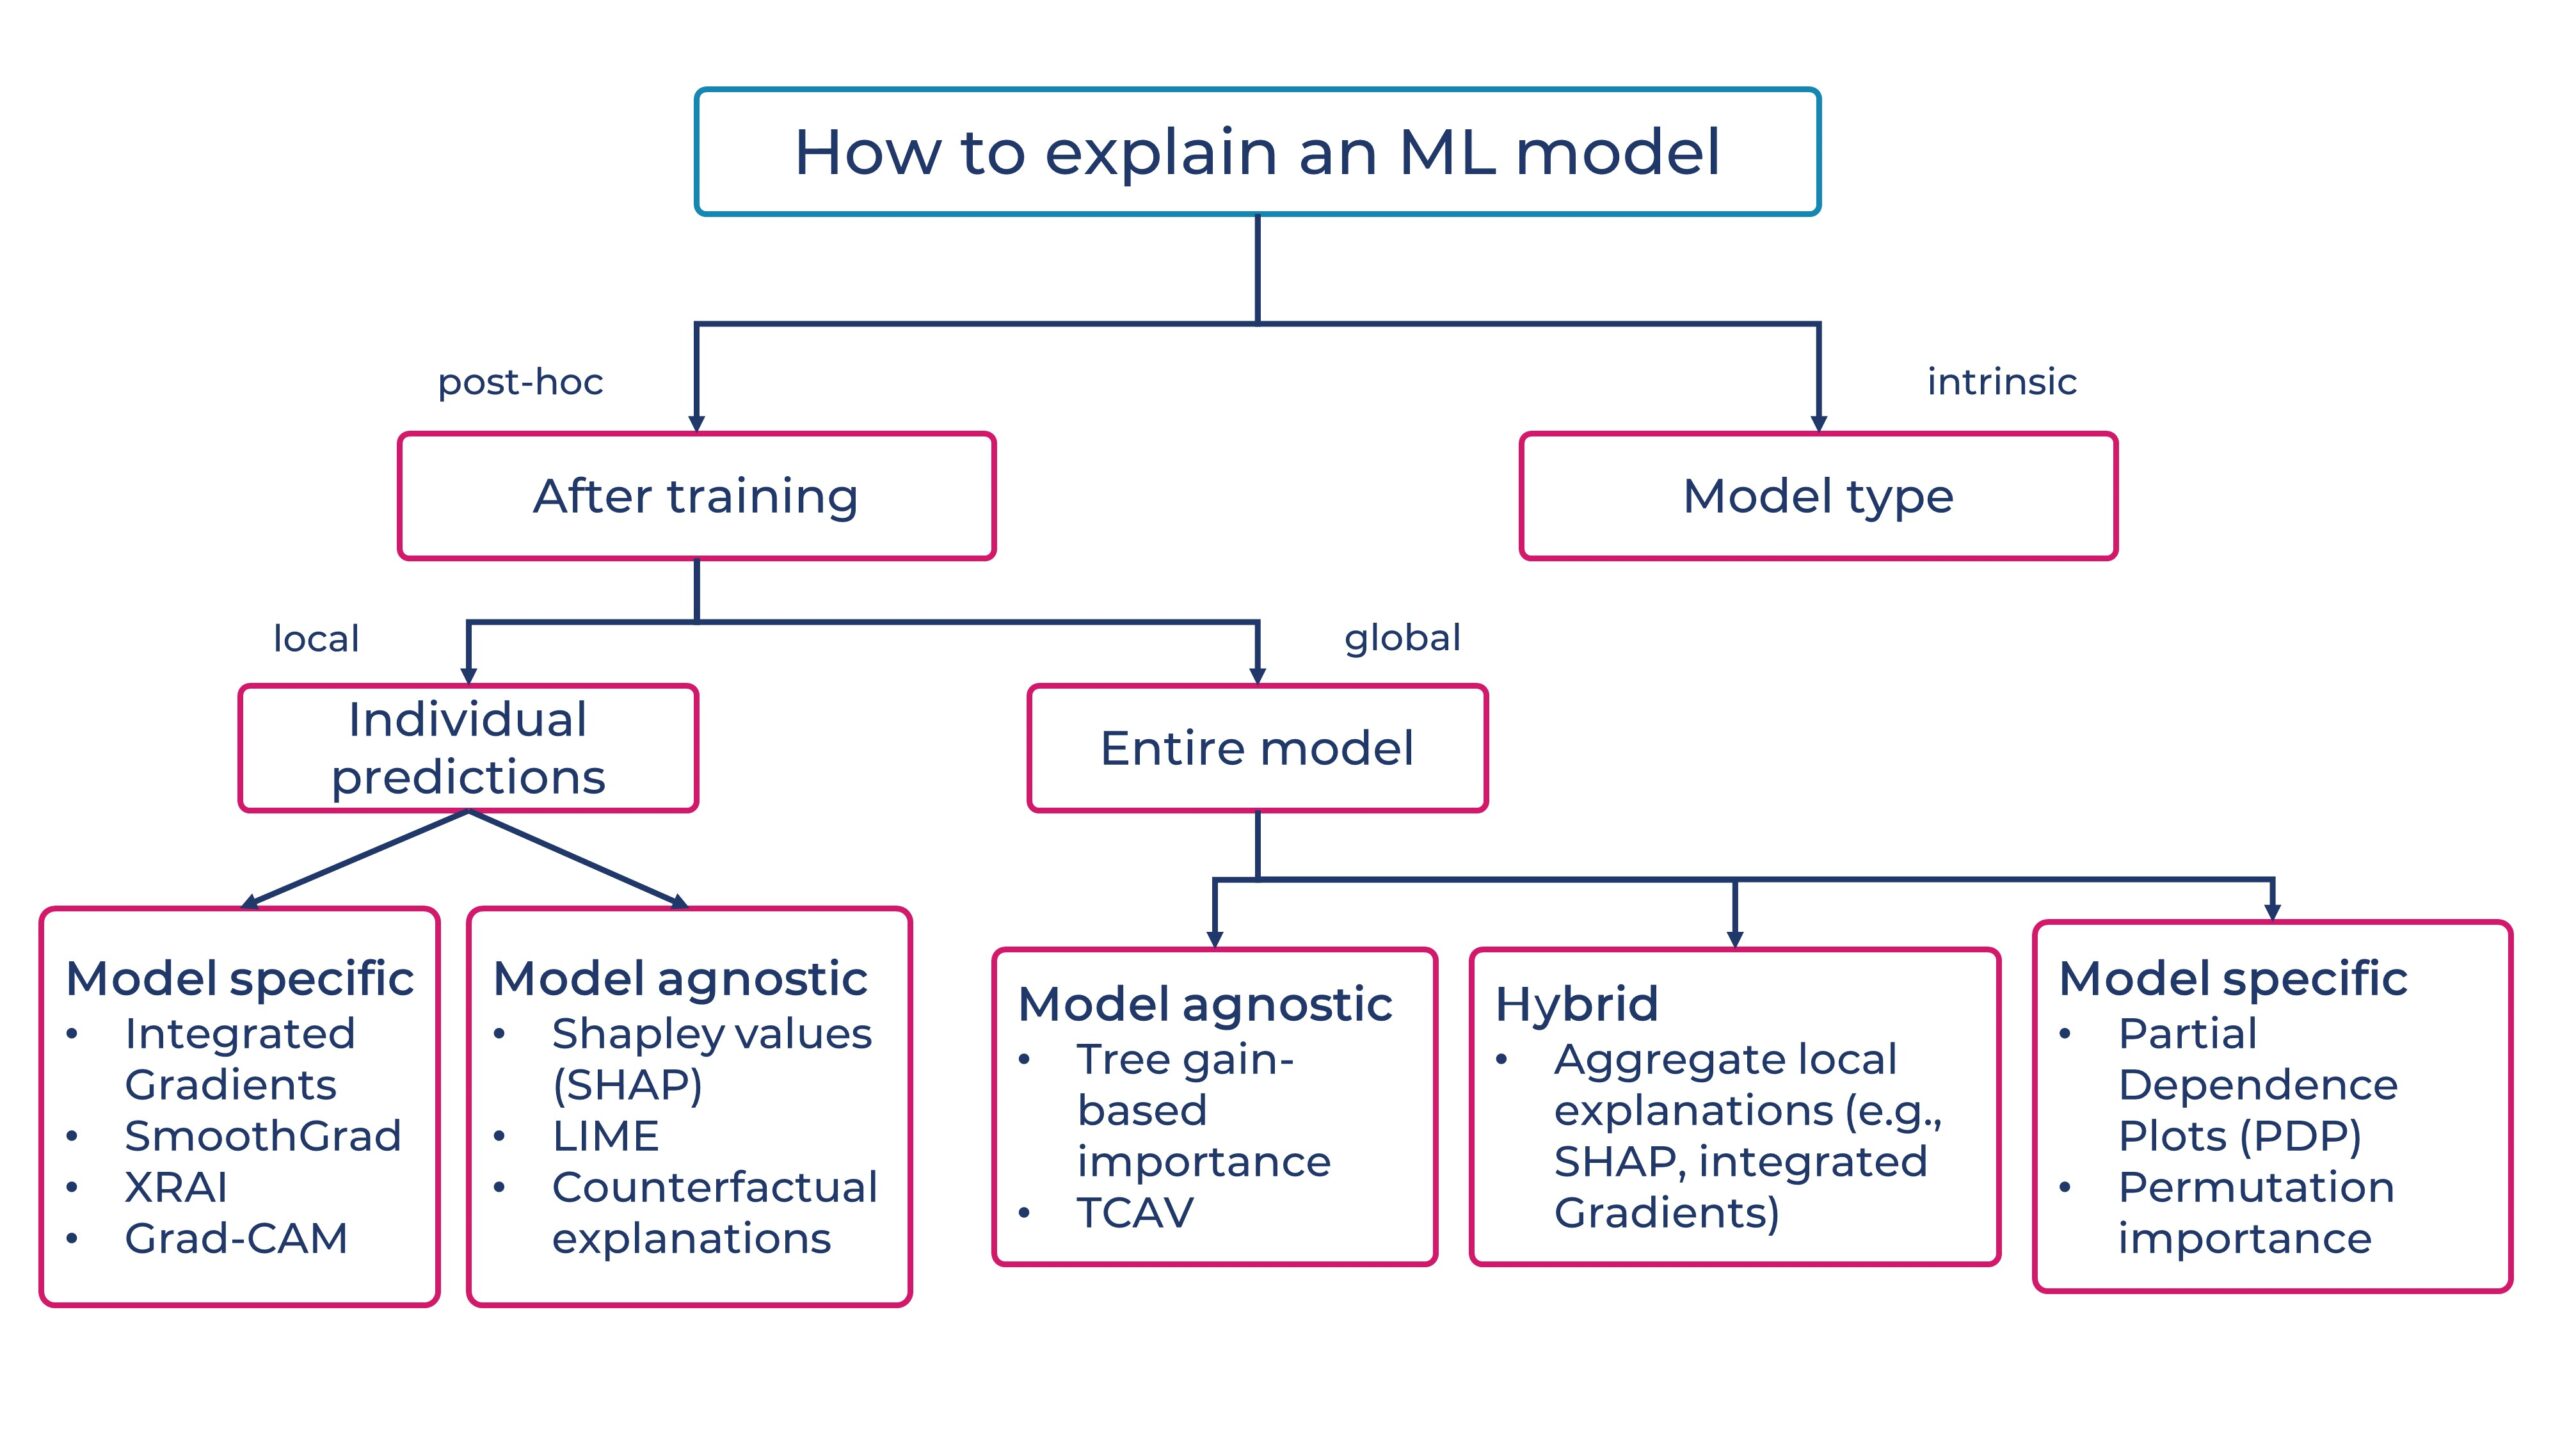 How to explain an ML model
post-hoc
intrinsic
After training
Model type
local
global
Individual
predictions
Entire model
Model specific
• Integrated
Gradients
• SmoothGrad
• XRAI
• Grad-CAM
Model agnostic
• Shapley values
(SHAP)
• LIME
• Counterfactual
explanations
Model agnostic
• Tree gain-
based
importance
• TCAV
Hybrid
• Aggregate local
explanations (e.g.,
SHAP, integrated
Gradients)
Model specific
• Partial
Dependence
Plots (PDP)
• Permutation
importance